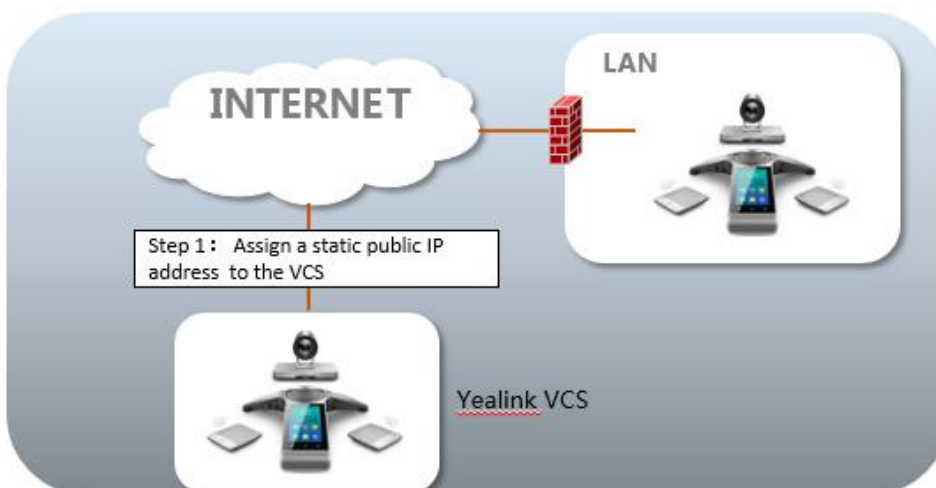 LAN
INTERNET
Step 1： Assign a static public IP
address to the VCS
Yealink VCS